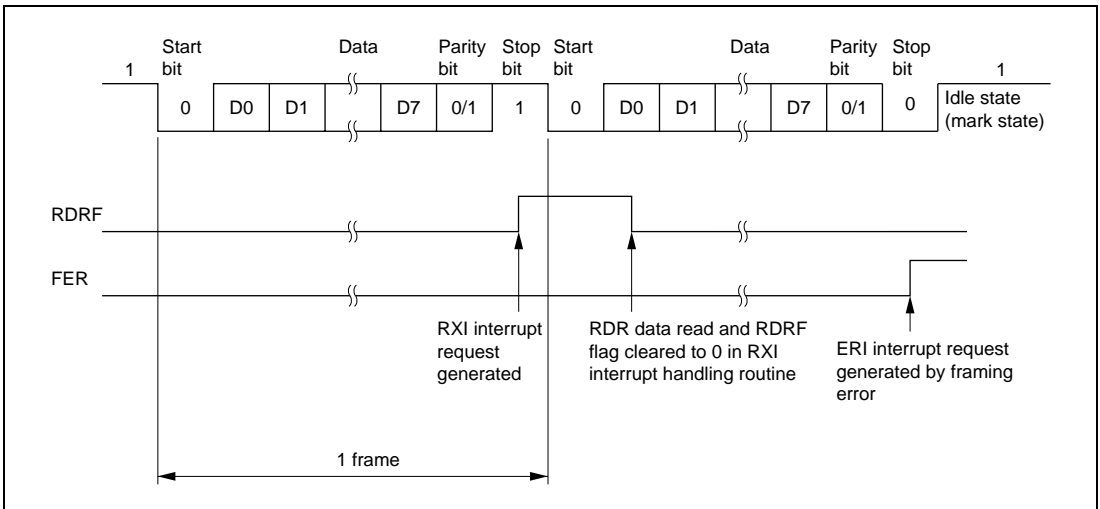 Start Data Parity Stop Start Data Parity Stop
1 bit bit bit bit bit bit 1
0 D0 D1 D7 0/1 1 0 D0 D1 D7 0/1 0 Idle state
(mark state)
RDRF
FER
RXI interrupt
request
generated
RDR data read and RDRF
flag cleared to 0 in RXI
interrupt handling routine
ERI interrupt request
generated by framing
error
1 frame